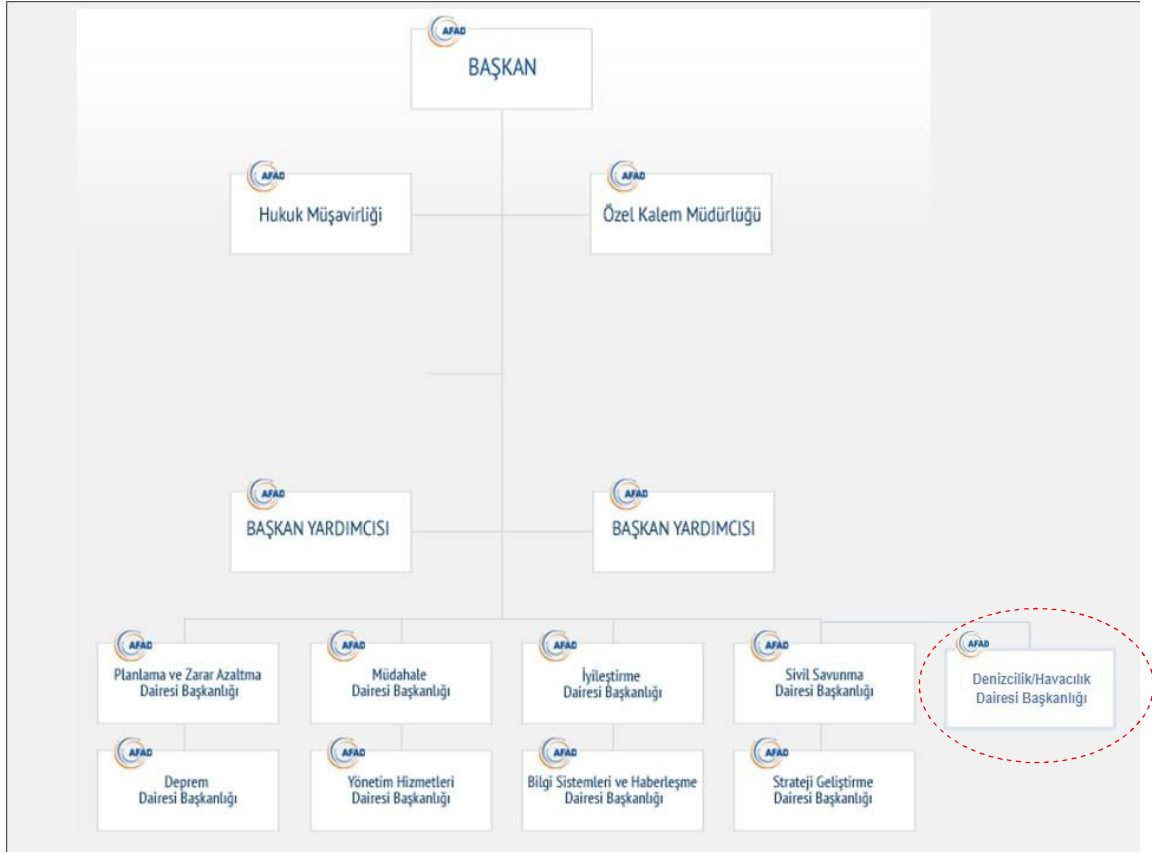 AFAD
BAŞKAN
AFAD
Hukuk Müşavirliği
AFAD
Özel Kalem Müdürlüğü
AFAD
BAŞKAN YARDIMCISI
AFAD
BAŞKAN YARDIMCISI
AFAD
Planlama ve Zarar Azaltma
Dairesi Başkanlığı
AFAD
Müdahale
Dairesi Başkanlığı
AFAD
İyileştirme
Dairesi Başkanlığı
AFAD
Sivil Savunma
Dairesi Başkanlığı
AFAD
Denizcilik/Havacılık
Dairesi Başkanlığı
AFAD
Deprem
Dairesi Başkanlığı
AFAD
Yönetim Hizmetleri
Dairesi Başkanlığı
AFAD
Bilgi Sistemleri ve Haberleşme
Dairesi Başkanlığı
AFAD
Strateji Geliştirme
Dairesi Başkanlığı